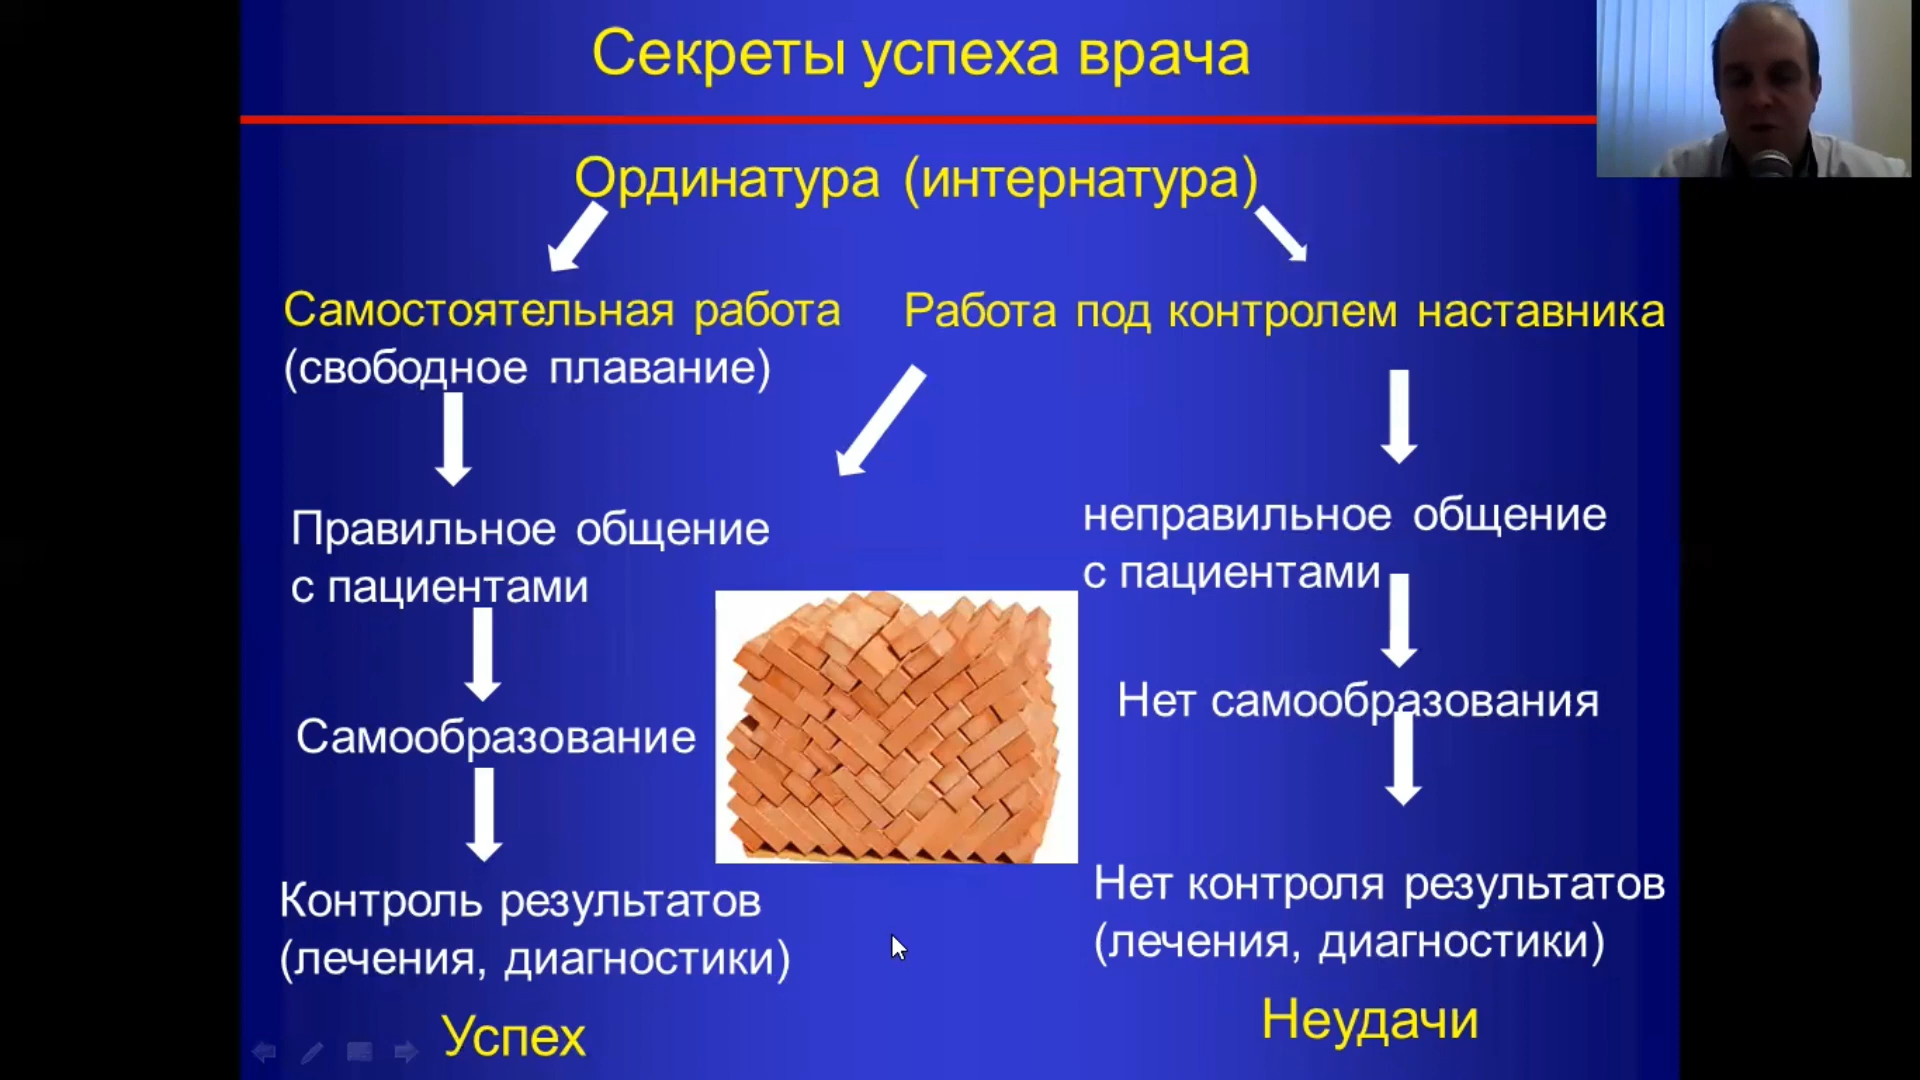 Секреты успеха врача
Ординатура (интернатура)
Самостоятельная работа
(свободное плавание)
Работа под контролем наставника
Правильное общение
с пациентами
неправильное общение
с пациентами
Самообразование
Нет самообразования
Контроль результатов
(лечения, диагностики)
Нет контроля результатов
(лечения, диагностики)
Успех
Неудачи